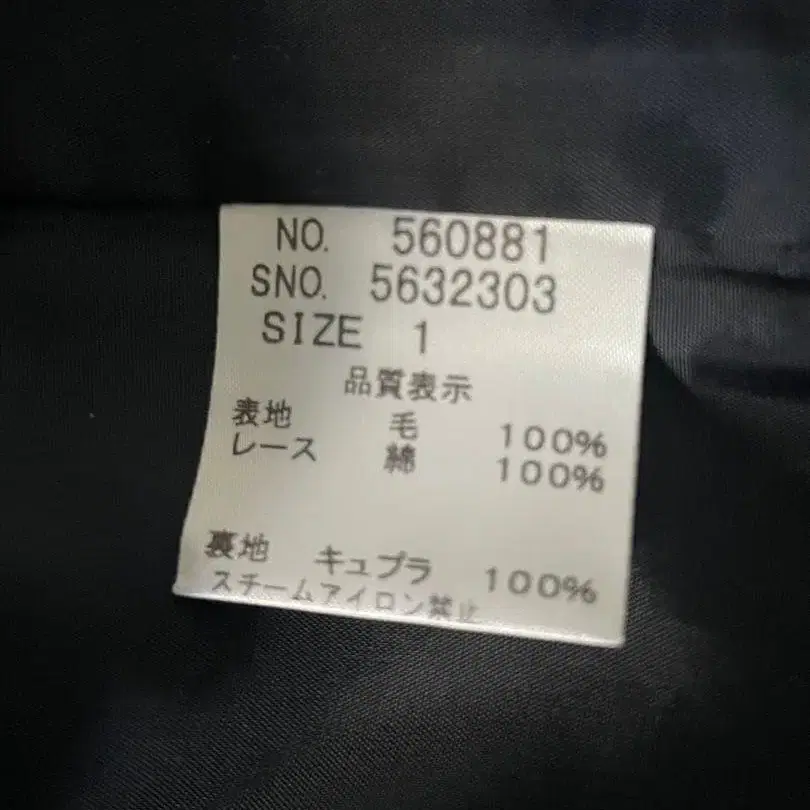 NO. 560881
SNO. 5632303
SIZE 1
品質表示
表地 毛 100%
レース 綿 100%
裏地 キュプラ 100%
スチームアイロン禁止